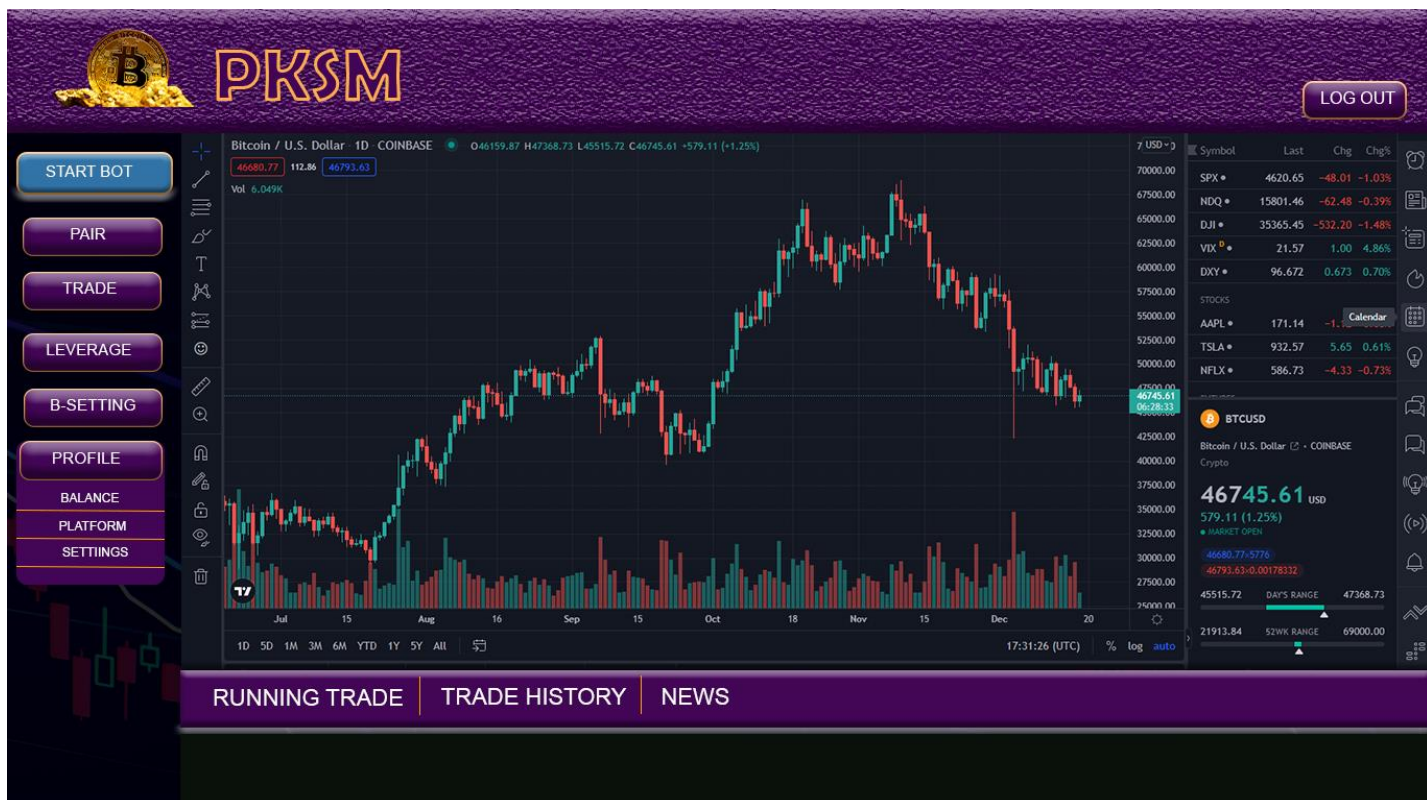 PKSM
LOG OUT
START BOT
PAIR
TRADE
LEVERAGE
B-SETTING
PROFILE
BALANCE
PLATFORM
SETTIINGS
Bitcoin / U.S. Dollar · 1D · COINBASE O46159.87 H47368.73 L45515.72 C46745.61 +579.11 (+1.25%)
46680.77 112.86 46793.63
Vol 6.049K
USD
70000.00
67500.00
65000.00
62500.00
60000.00
57500.00
55000.00
52500.00
50000.00
47500.00
46745.61
06:28:33
42500.00
40000.00
37500.00
35000.00
32500.00
30000.00
27500.00
25000.00
Jul 15 Aug 16 Sep 15 Oct 18 Nov 15 Dec 20
1D 5D 1M 3M 6M YTD 1Y 5Y All 17:31:26 (UTC) % log auto
Symbol Last Chg Chg%
SPX 4620.65 −48.01 −1.03%
NDQ 15801.46 −62.48 −0.39%
DJI 35365.45 −532.20 −1.48%
VIX D 21.57 1.00 4.86%
DXY 96.672 0.673 0.70%
STOCKS
AAPL 171.14
Calendar
TSLA 932.57 5.65 0.61%
NFLX 586.73 −4.33 −0.73%
BTCUSD
Bitcoin / U.S. Dollar · COINBASE
Crypto
46745.61 USD
579.11 (1.25%)
MARKET OPEN
46680.77×5776
46793.63×0.00178332
45515.72 DAY'S RANGE 47368.73
21913.84 52WK RANGE 69000.00
RUNNING TRADE
TRADE HISTORY
NEWS